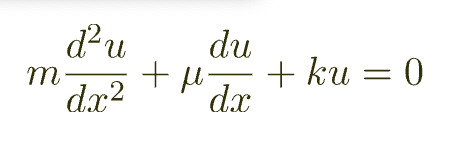 m d²u/dx² + μ du/dx + ku = 0